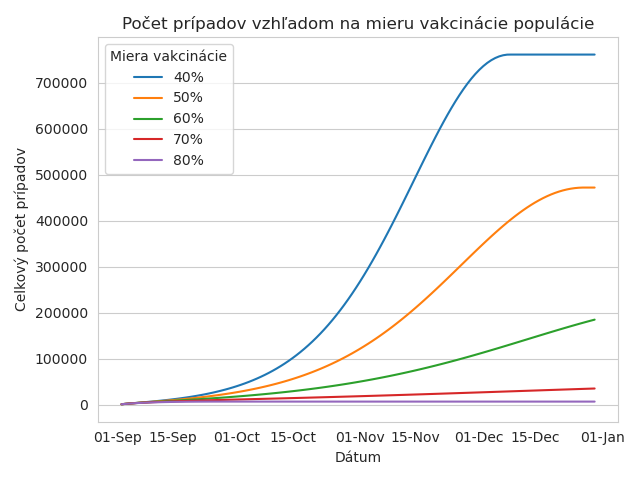 Počet prípadov vzhľadom na mieru vakcinácie populácie
Miera vakcinácie
40%
50%
60%
70%
80%
Celkový počet prípadov
700000
600000
500000
400000
300000
200000
100000
0
01-Sep 15-Sep 01-Oct 15-Oct 01-Nov 15-Nov 01-Dec 15-Dec 01-Jan
Dátum